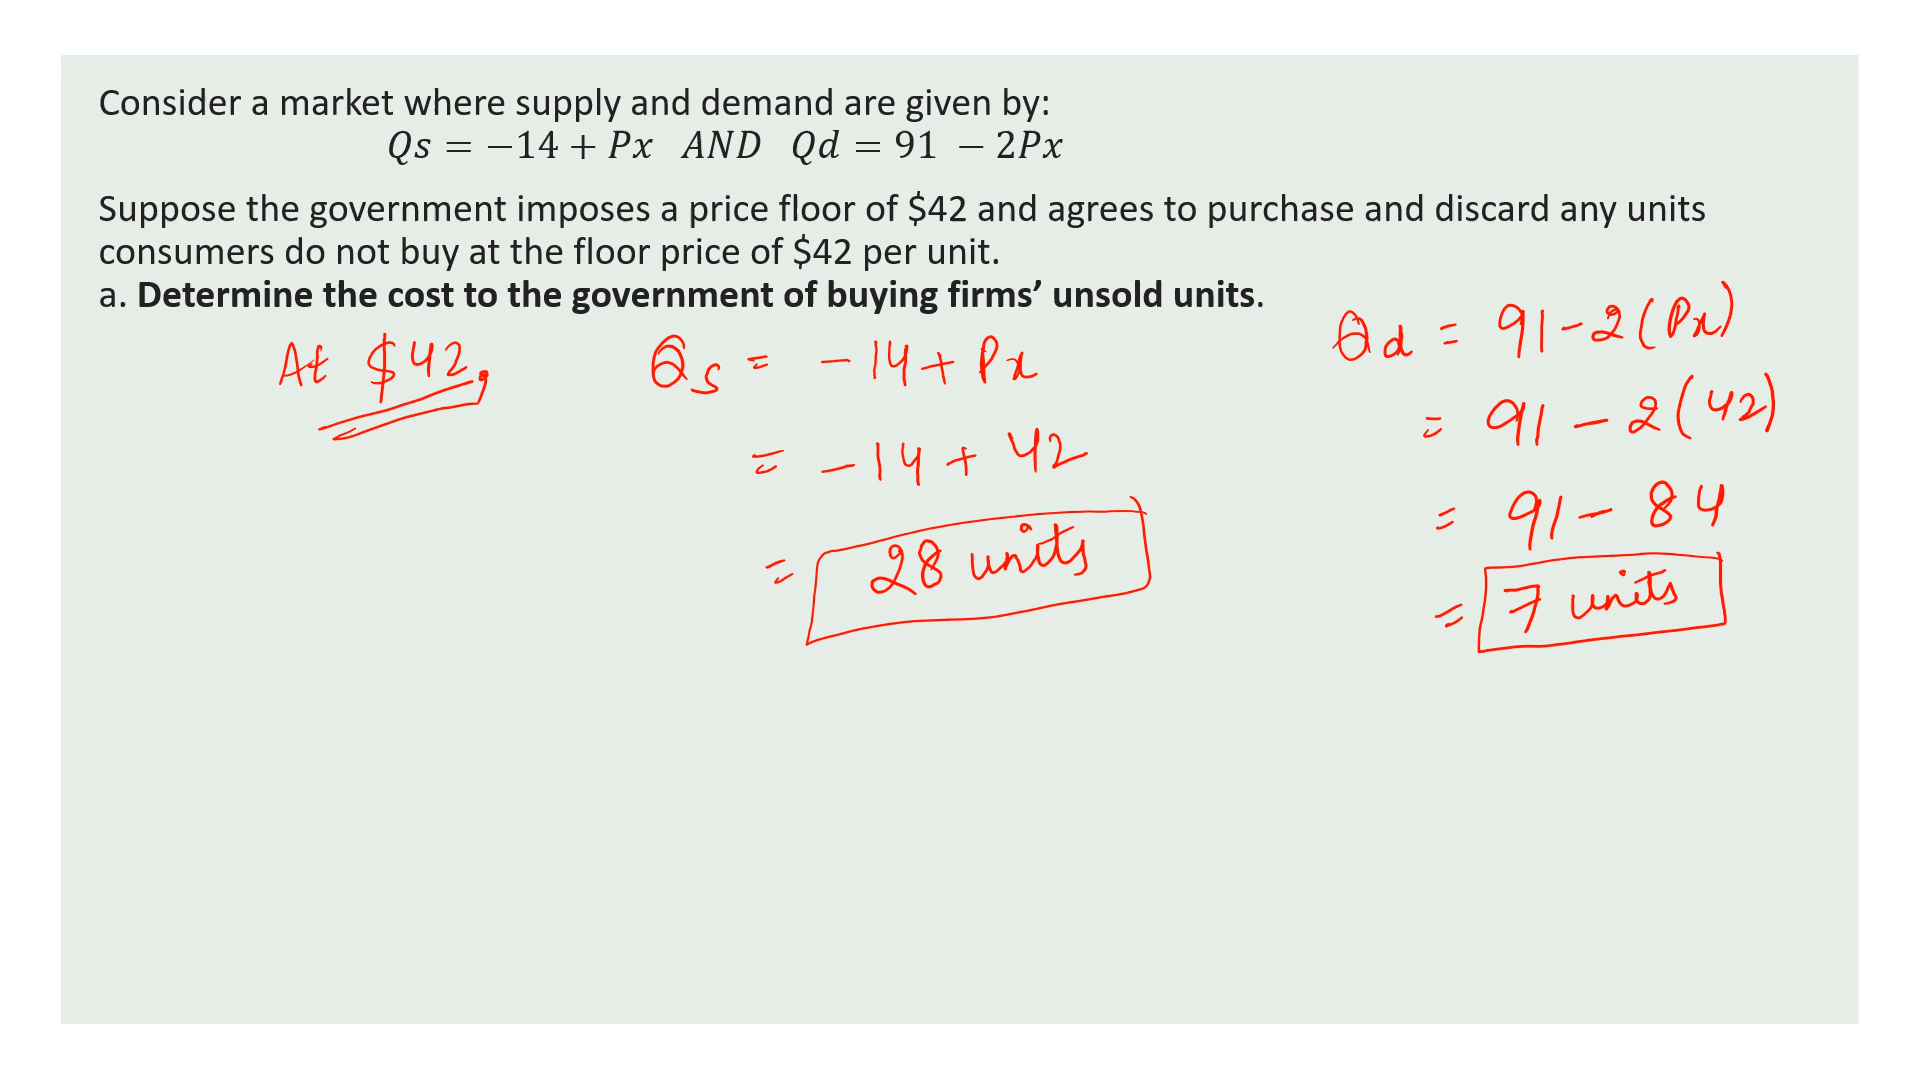 Consider a market where supply and demand are given by:
Qs = −14 + Px AND Qd = 91 − 2Px
Suppose the government imposes a price floor of $42 and agrees to purchase and discard any units
consumers do not buy at the floor price of $42 per unit.
a. Determine the cost to the government of buying firms’ unsold units.
At $42,
Qs = −14 + Px
= −14 + 42
= 28 units
Qd = 91 − 2(Px)
= 91 − 2(42)
= 91 − 84
= 7 units